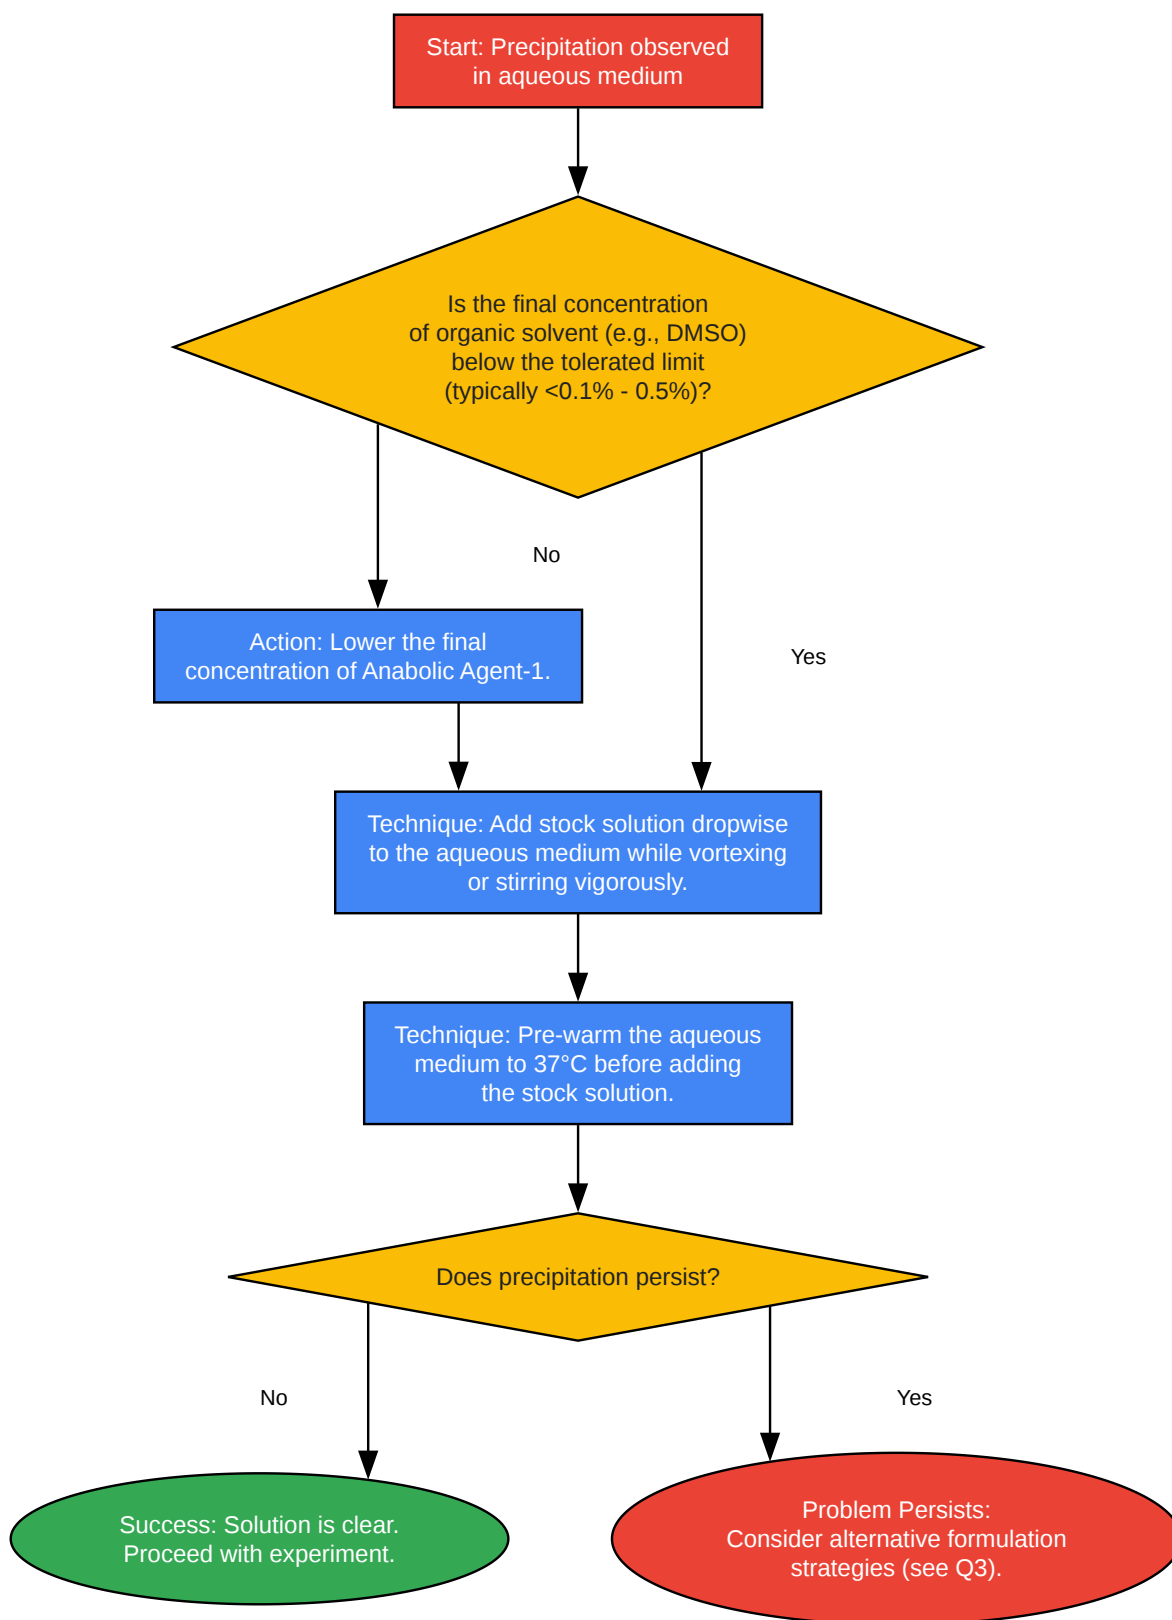 Start: Precipitation observed
in aqueous medium
Is the final concentration
of organic solvent (e.g., DMSO)
below the tolerated limit
(typically <0.1% - 0.5%)?
No
Action: Lower the final
concentration of Anabolic Agent-1.
Yes
Technique: Add stock solution dropwise
to the aqueous medium while vortexing
or stirring vigorously.
Technique: Pre-warm the aqueous
medium to 37°C before adding
the stock solution.
Does precipitation persist?
No
Yes
Success: Solution is clear.
Proceed with experiment.
Problem Persists:
Consider alternative formulation
strategies (see Q3).